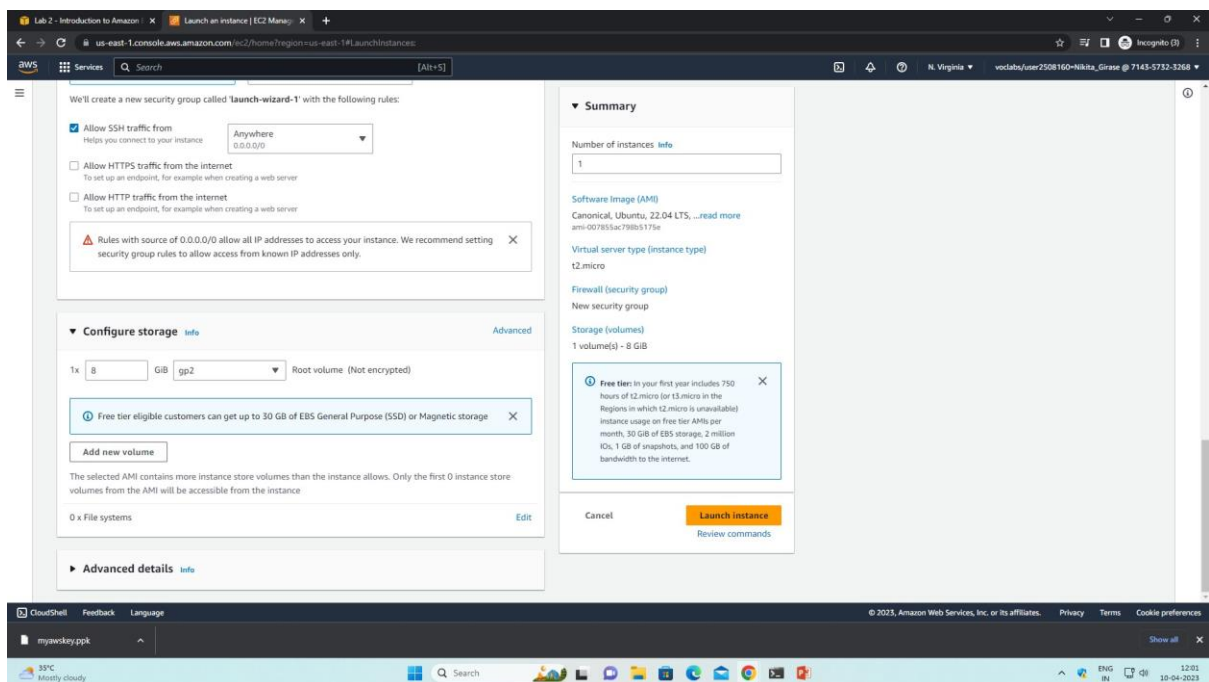 Lab 2 - Introduction to Amazon
Launch an instance | EC2 Manag
us-east-1.console.aws.amazon.com/ec2/home?region=us-east-1#LaunchInstances:
Incognito (3)
aws
Services
Search
[Alt+S]
N. Virginia
voclabs/user2508160=Nikita_Girase @ 7143-5732-3268
We'll create a new security group called 'launch-wizard-1' with the following rules:
Allow SSH traffic from
Helps you connect to your instance
Anywhere
0.0.0.0/0
Allow HTTPS traffic from the internet
To set up an endpoint, for example when creating a web server
Allow HTTP traffic from the internet
To set up an endpoint, for example when creating a web server
Rules with source of 0.0.0.0/0 allow all IP addresses to access your instance. We recommend setting
security group rules to allow access from known IP addresses only.
Configure storage Info
Advanced
1x 8 GiB gp2 Root volume (Not encrypted)
Free tier eligible customers can get up to 30 GB of EBS General Purpose (SSD) or Magnetic storage
Add new volume
The selected AMI contains more instance store volumes than the instance allows. Only the first 0 instance store
volumes from the AMI will be accessible from the instance
0 x File systems
Edit
Advanced details Info
Summary
Number of instances Info
1
Software Image (AMI)
Canonical, Ubuntu, 22.04 LTS, ...read more
ami-007855ac798b5175e
Virtual server type (instance type)
t2.micro
Firewall (security group)
New security group
Storage (volumes)
1 volume(s) - 8 GiB
Free tier: In your first year includes 750
hours of t2.micro (or t3.micro in the
Regions in which t2.micro is unavailable)
instance usage on free tier AMIs per
month, 30 GiB of EBS storage, 2 million
IOs, 1 GB of snapshots, and 100 GB of
bandwidth to the internet.
Cancel
Launch instance
Review commands
CloudShell Feedback Language
© 2023, Amazon Web Services, Inc. or its affiliates. Privacy Terms Cookie preferences
myawskey.ppk
Show all
35°C
Mostly cloudy
Search
ENG
IN
12:01
10-04-2023